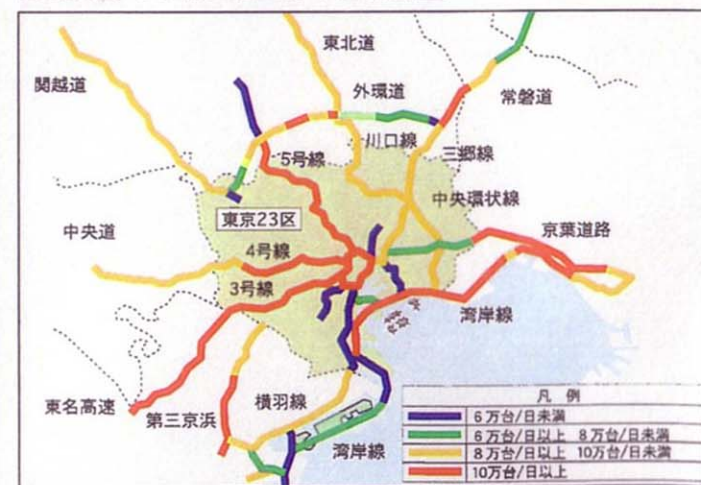 東北道
関越道
外環道
常磐道
川口線
三郷線
5号線
中央環状線
東京23区
京葉道路
中央道
4号線
3号線
湾岸線
東名高速
第三京浜
横羽線
湾岸線
凡 例
6万台/日未満
6万台/日以上 8万台/日未満
8万台/日以上 10万台/日未満
10万台/日以上